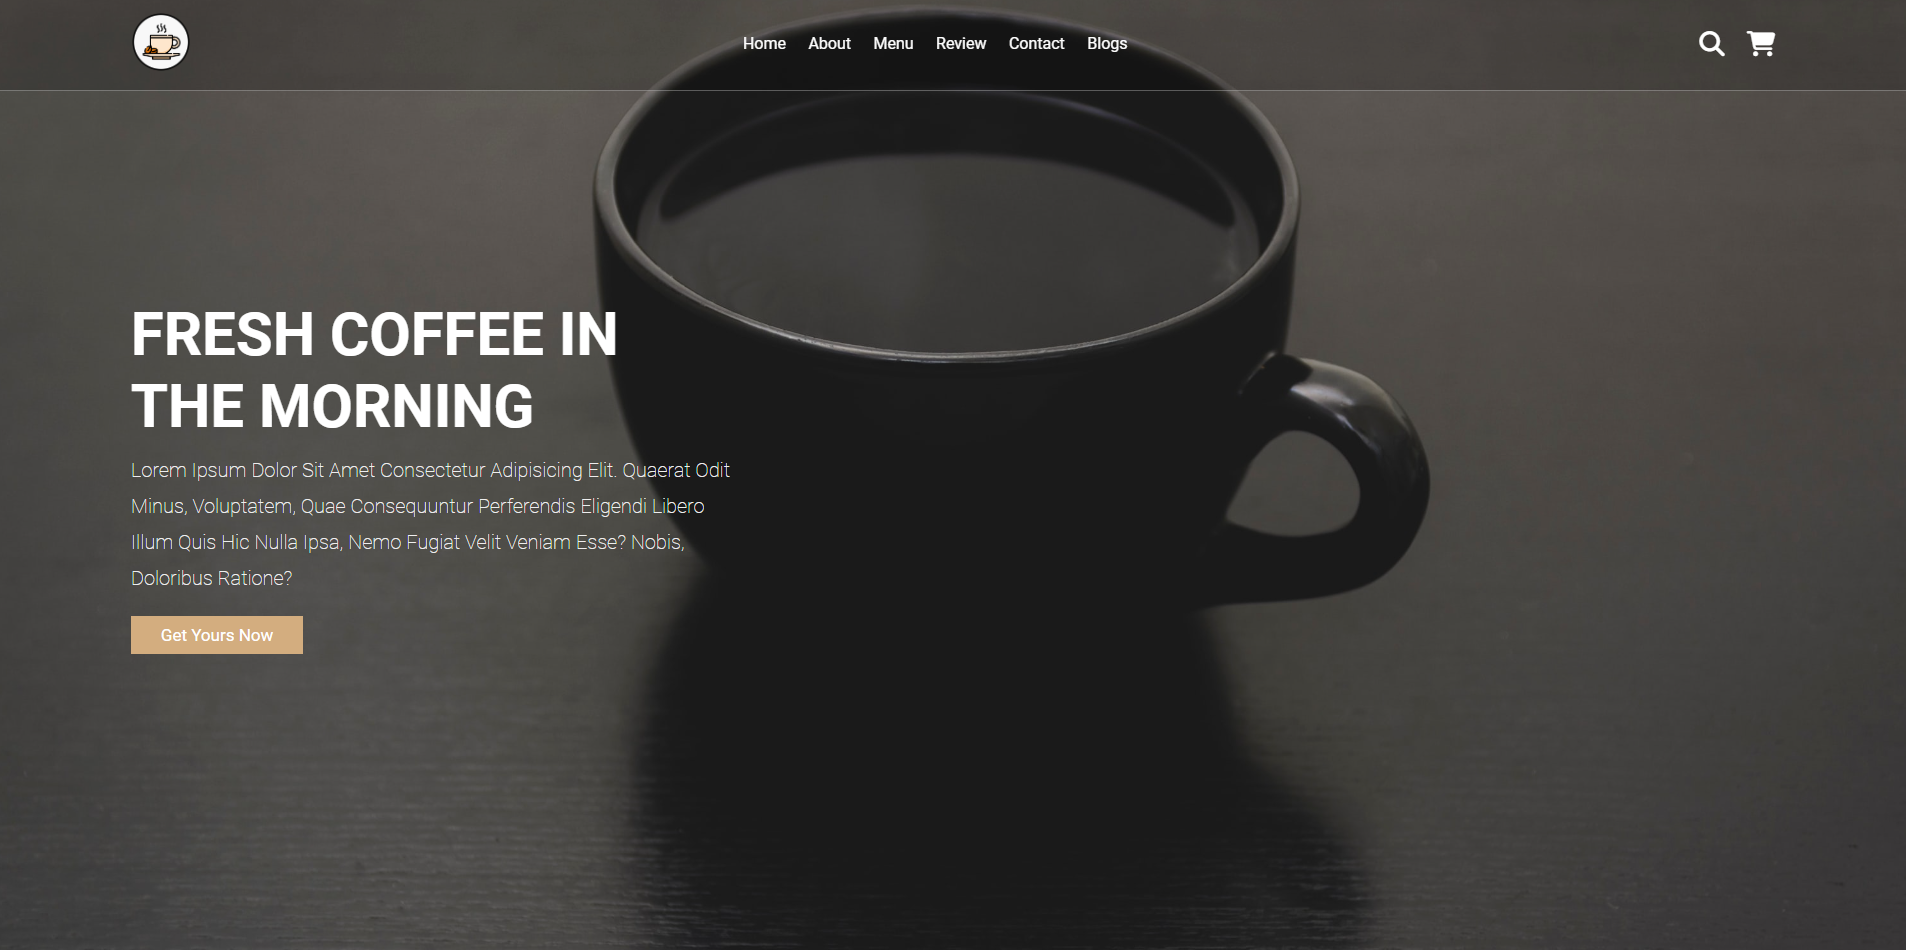 Home About Menu Review Contact Blogs
FRESH COFFEE IN
THE MORNING
Lorem Ipsum Dolor Sit Amet Consectetur Adipisicing Elit. Quaerat Odit
Minus, Voluptatem, Quae Consequuntur Perferendis Eligendi Libero
Illum Quis Hic Nulla Ipsa, Nemo Fugiat Velit Veniam Esse? Nobis,
Doloribus Ratione?
Get Yours Now